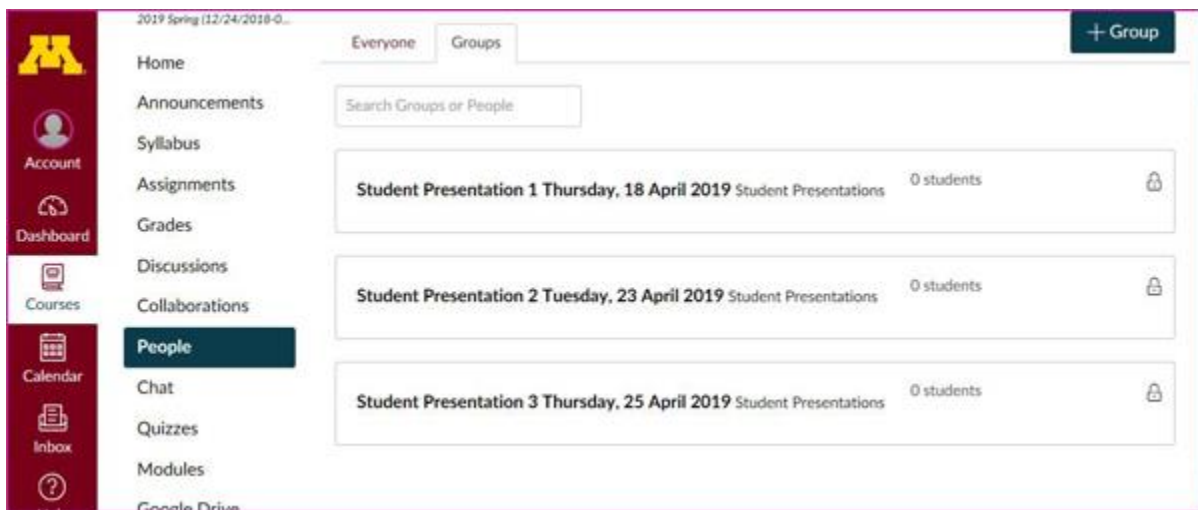 2019 Spring (12/24/2018-0...
Account
Dashboard
Courses
Calendar
Inbox
Home
Announcements
Syllabus
Assignments
Grades
Discussions
Collaborations
People
Chat
Quizzes
Modules
Google Drive
Everyone Groups
+ Group
Search Groups or People
Student Presentation 1 Thursday, 18 April 2019 Student Presentations 0 students
Student Presentation 2 Tuesday, 23 April 2019 Student Presentations 0 students
Student Presentation 3 Thursday, 25 April 2019 Student Presentations 0 students